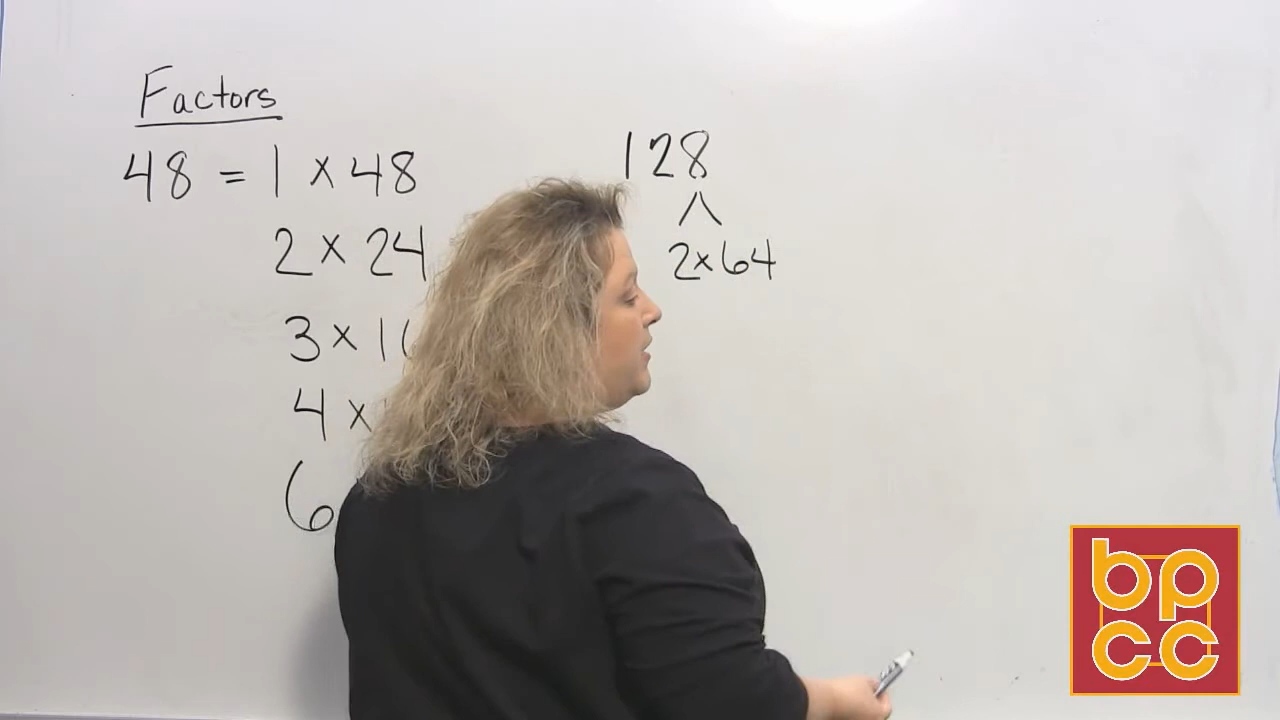 Factors
48 = 1 x 48
2 x 24
3 x 1
4 x
6
128
2x64
bp
cc